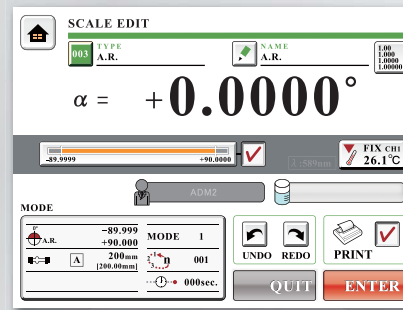 SCALE EDIT
003
TYPE
A.R.
NAME
A.R.
1.00
1.000
1.0000
1.00000
α = +0.0000°
-89.9999
+90.0000
λ :589nm
FIX CH1
26.1°C
ADM2
MODE
0°
A.R.
-89.999
+90.000
A
200mm
[200.00mm]
MODE 1
n 001
000sec.
UNDO
REDO
PRINT
QUIT
ENTER